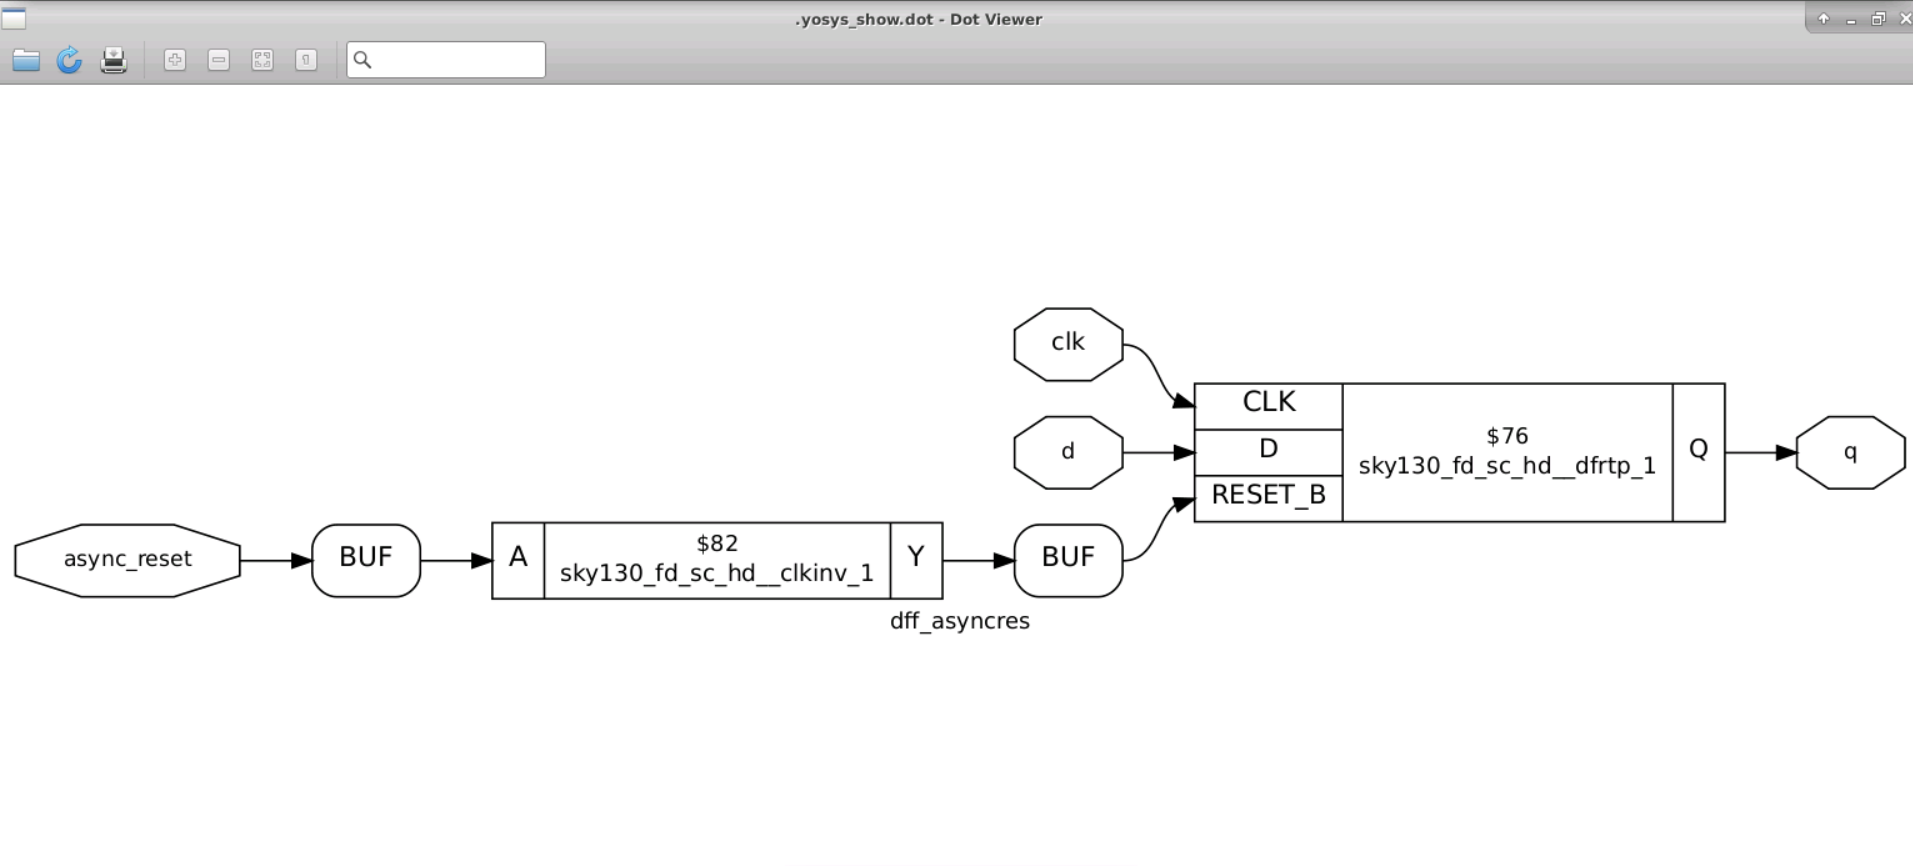 .yosys_show.dot - Dot Viewer
clk
CLK
d
D
$76
sky130_fd_sc_hd__dfrtp_1
Q
q
RESET_B
async_reset
BUF
A
$82
sky130_fd_sc_hd__clkinv_1
Y
BUF
dff_asyncres